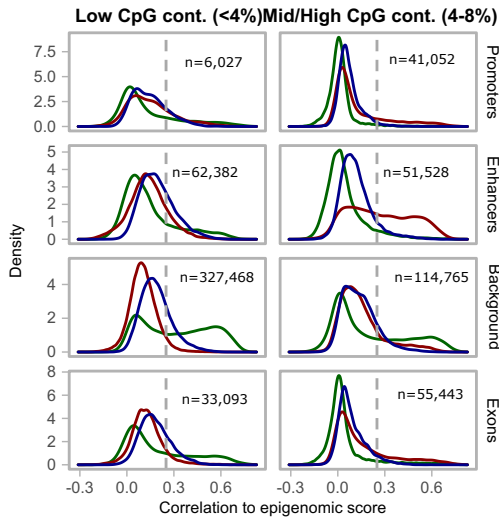 Low CpG cont. (<4%) Mid/High CpG cont. (4-8%)
7.5
5.0
2.5
0.0
n=6,027
n=41,052
Promoters
5
4
3
2
1
0
n=62,382
n=51,528
Enhancers
Density
4
2
0
n=327,468
n=114,765
Background
8
6
4
2
0
n=33,093
n=55,443
Exons
-0.3 0.0 0.3 0.6 -0.3 0.0 0.3 0.6
Correlation to epigenomic score